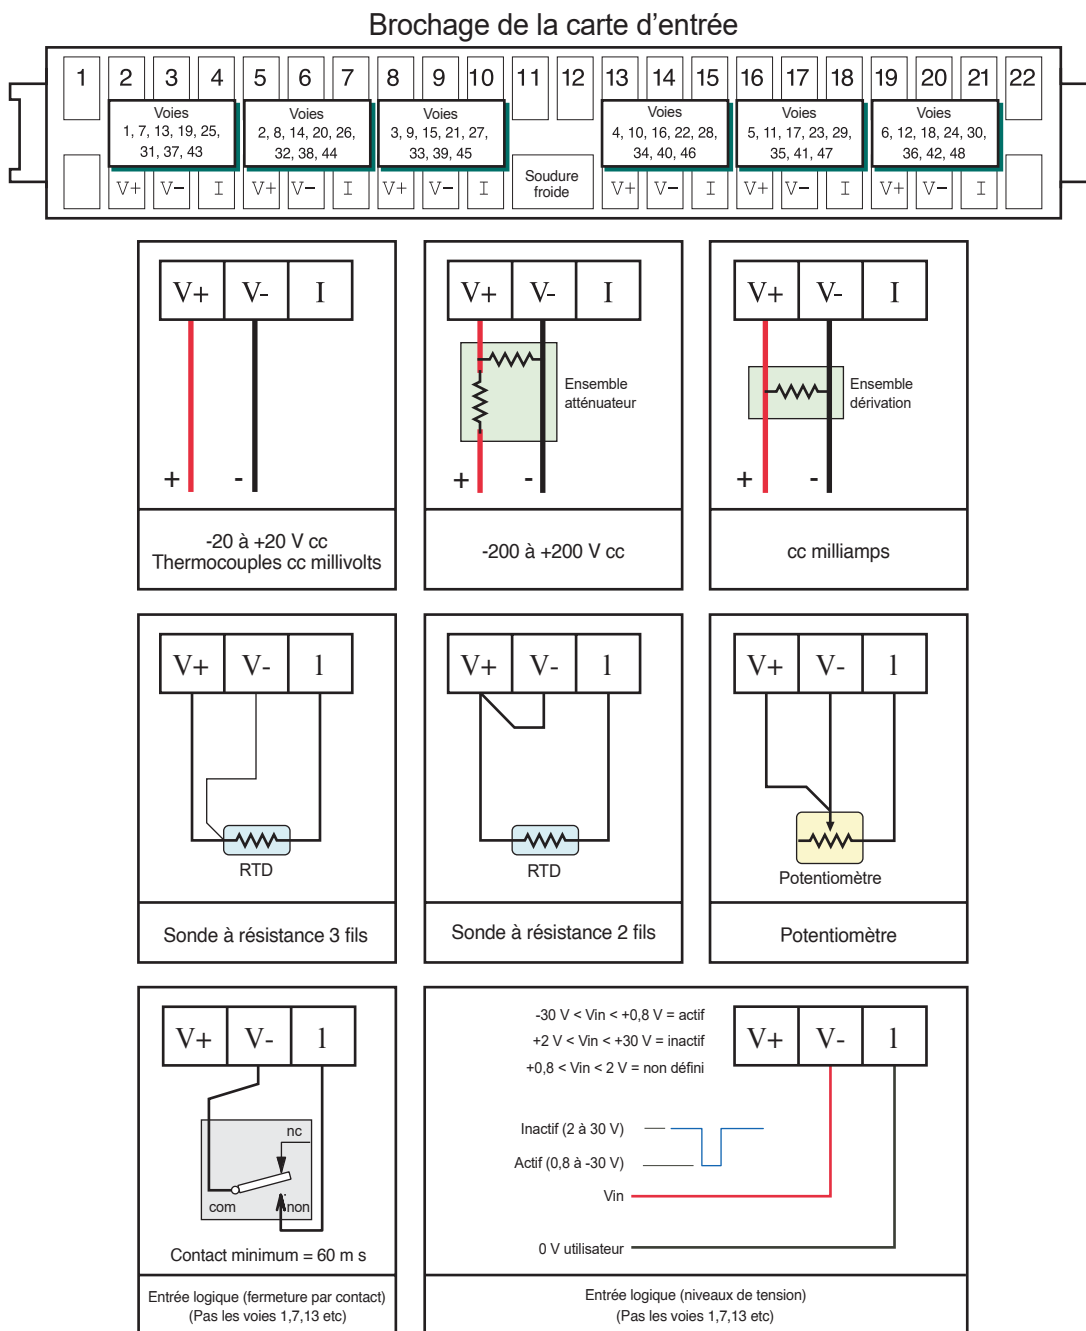 Brochage de la carte d’entrée
1 2 3 4 5 6 7 8 9 10 11 12 13 14 15 16 17 18 19 20 21 22
Voies
1, 7, 13, 19, 25,
31, 37, 43
Voies
2, 8, 14, 20, 26,
32, 38, 44
Voies
3, 9, 15, 21, 27,
33, 39, 45
Voies
4, 10, 16, 22, 28,
34, 40, 46
Voies
5, 11, 17, 23, 29,
35, 41, 47
Voies
6, 12, 18, 24, 30,
36, 42, 48
V+ V- I V+ V- I V+ V- I
Soudure
froide
V+ V- I V+ V- I V+ V- I
V+ V- I
+ -
-20 à +20 V cc
Thermocouples cc millivolts
V+ V- I
Ensemble
atténuateur
+ -
-200 à +200 V cc
V+ V- I
Ensemble
dérivation
+ -
cc milliamps
V+ V- l
RTD
Sonde à résistance 3 fils
V+ V- l
RTD
Sonde à résistance 2 fils
V+ V- l
Potentiomètre
Potentiomètre
V+ V- l
nc
com
non
Contact minimum = 60 m s
Entrée logique (fermeture par contact)
(Pas les voies 1,7,13 etc)
-30 V < Vin < +0,8 V = actif
+2 V < Vin < +30 V = inactif
+0,8 < Vin < 2 V = non défini
V+ V- l
Inactif (2 à 30 V)
Actif (0,8 à -30 V)
Vin
0 V utilisateur
Entrée logique (niveaux de tension)
(Pas les voies 1,7,13 etc)